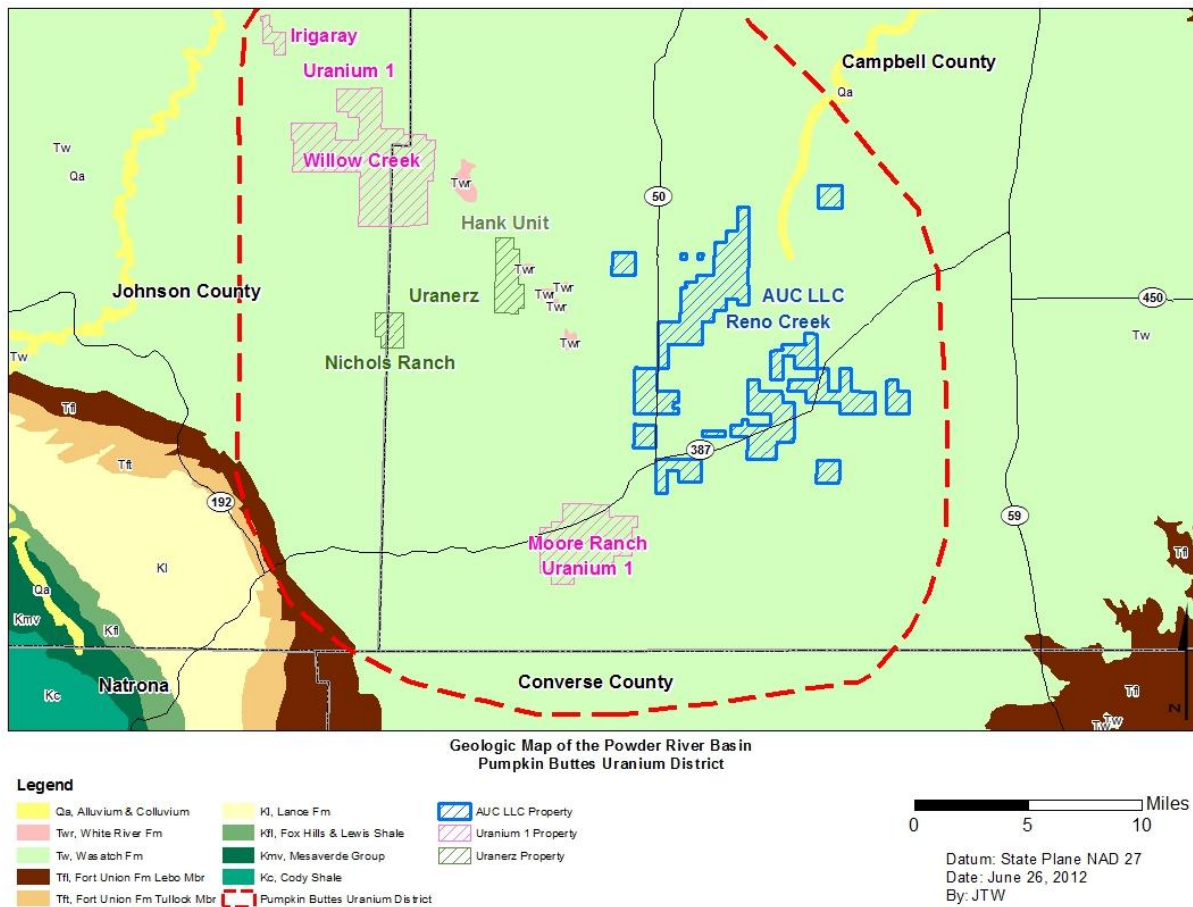 Irigaray
Uranium 1
Campbell County
Qa
Tw
Qa
Willow Creek
Twr
50
Hank Unit
Twr
Johnson County
Uranerz
Twr
Twr
Twr
AUC LLC
Reno Creek
450
Tw
Tw
Nichols Ranch
Twr
Tfl
Tft
387
192
59
Moore Ranch
Uranium 1
Kl
Tfl
Qa
Kmv
Kfl
Natrona
Kc
Converse County
Tfl
Tw
Tw
N
Geologic Map of the Powder River Basin
Pumpkin Buttes Uranium District
Legend
Qa, Alluvium & Colluvium
Twr, White River Fm
Tw, Wasatch Fm
Tfl, Fort Union Fm Lebo Mbr
Tft, Fort Union Fm Tullock Mbr
Kl, Lance Fm
Kfl, Fox Hills & Lewis Shale
Kmv, Mesaverde Group
Kc, Cody Shale
Pumpkin Buttes Uranium District
AUC LLC Property
Uranium 1 Property
Uranerz Property
Miles
0 5 10
Datum: State Plane NAD 27
Date: June 26, 2012
By: JTW